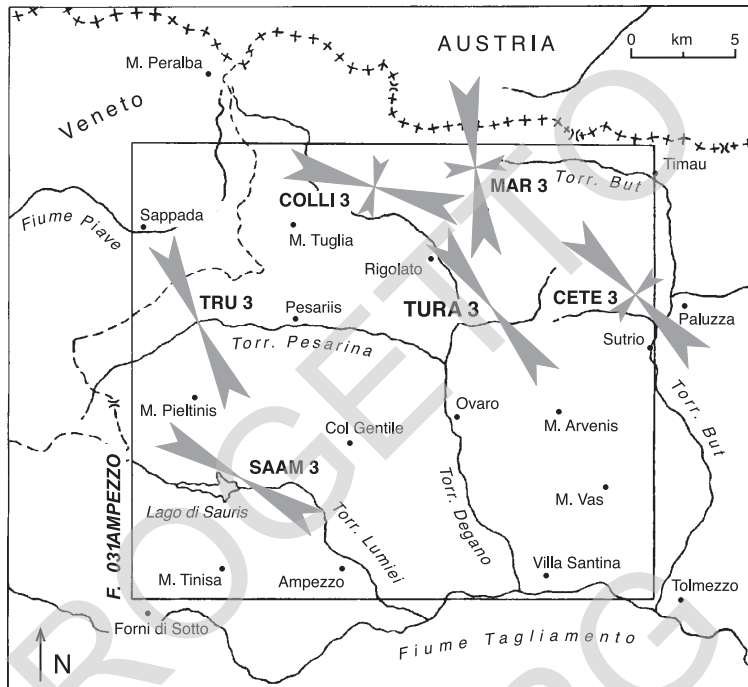 AUSTRIA
0 km 5
M. Peralba
Veneto
Timau
Torr. But
MAR 3
COLLI 3
Fiume Piave
Sappada
M. Tuglia
Rigolato
TRU 3
Pesariis
TURA 3
CETE 3
Paluzza
Torr. Pesarina
Sutrio
M. Pieltinis
Ovaro
M. Arvenis
Torr. But
Col Gentile
SAAM 3
M. Vas
Lago di Sauris
Torr. Lumiei
Torr. Degano
F. 031AMPEZZO
M. Tinisa
Ampezzo
Villa Santina
Tolmezzo
Forni di Sotto
Fiume Tagliamento
N
ROGETTO
RG